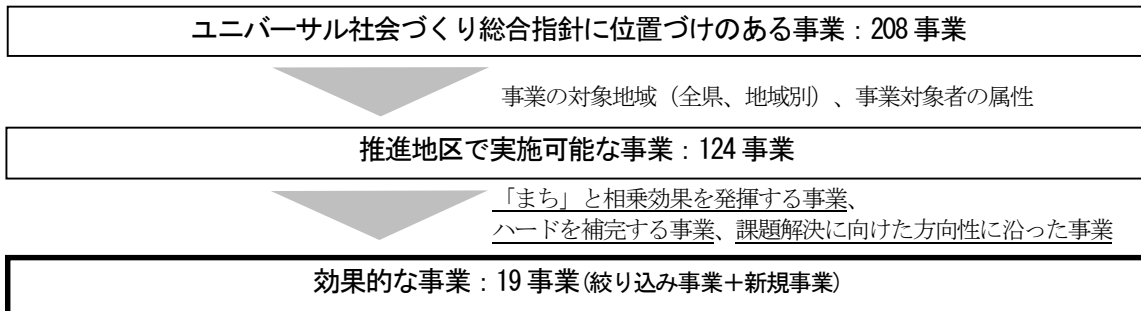 ユニバーサル社会づくり総合指針に位置づけのある事業：208 事業
事業の対象地域（全県、地域別）、事業対象者の属性
推進地区で実施可能な事業：124 事業
「まち」と相乗効果を発揮する事業、
ハードを補完する事業、課題解決に向けた方向性に沿った事業
効果的な事業：19 事業(絞り込み事業＋新規事業)